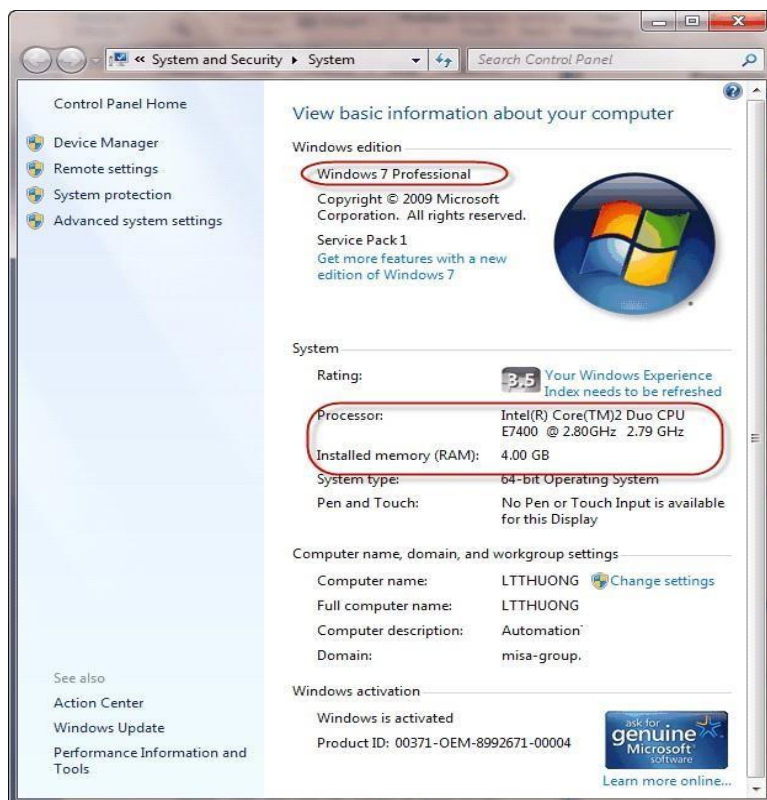 « System and Security ▸ System
Search Control Panel
Control Panel Home
Device Manager
Remote settings
System protection
Advanced system settings
See also
Action Center
Windows Update
Performance Information and
Tools
View basic information about your computer
Windows edition
Windows 7 Professional
Copyright © 2009 Microsoft
Corporation. All rights reserved.
Service Pack 1
Get more features with a new
edition of Windows 7
System
Rating:
3.5 Your Windows Experience
Index needs to be refreshed
Processor: Intel(R) Core(TM)2 Duo CPU
E7400 @ 2.80GHz 2.79 GHz
Installed memory (RAM): 4.00 GB
System type: 64-bit Operating System
Pen and Touch: No Pen or Touch Input is available
for this Display
Computer name, domain, and workgroup settings
Computer name: LTTHUONG Change settings
Full computer name: LTTHUONG
Computer description: Automation
Domain: misa-group.
Windows activation
Windows is activated
Product ID: 00371-OEM-8992671-00004
ask for
genuine
Microsoft
software
Learn more online...